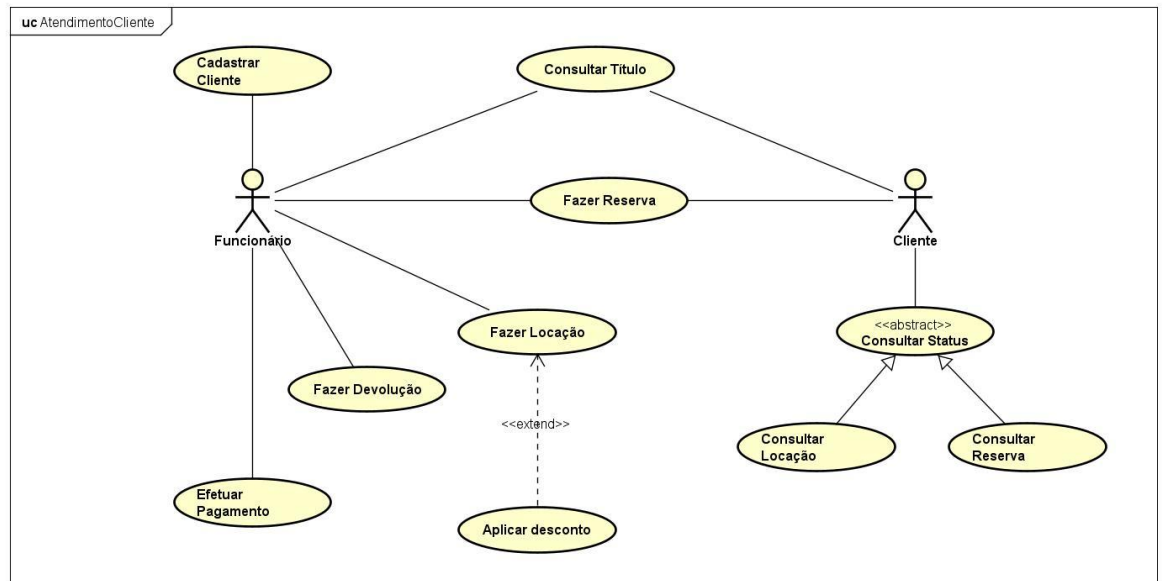 uc AtendimentoCliente
Cadastrar
Cliente
Consultar Titulo
Fazer Reserva
Funcionário
Cliente
Fazer Locação
<<abstract>>
Consultar Status
Fazer Devolução
<<extend>>
Consultar
Locação
Consultar
Reserva
Efetuar
Pagamento
Aplicar desconto